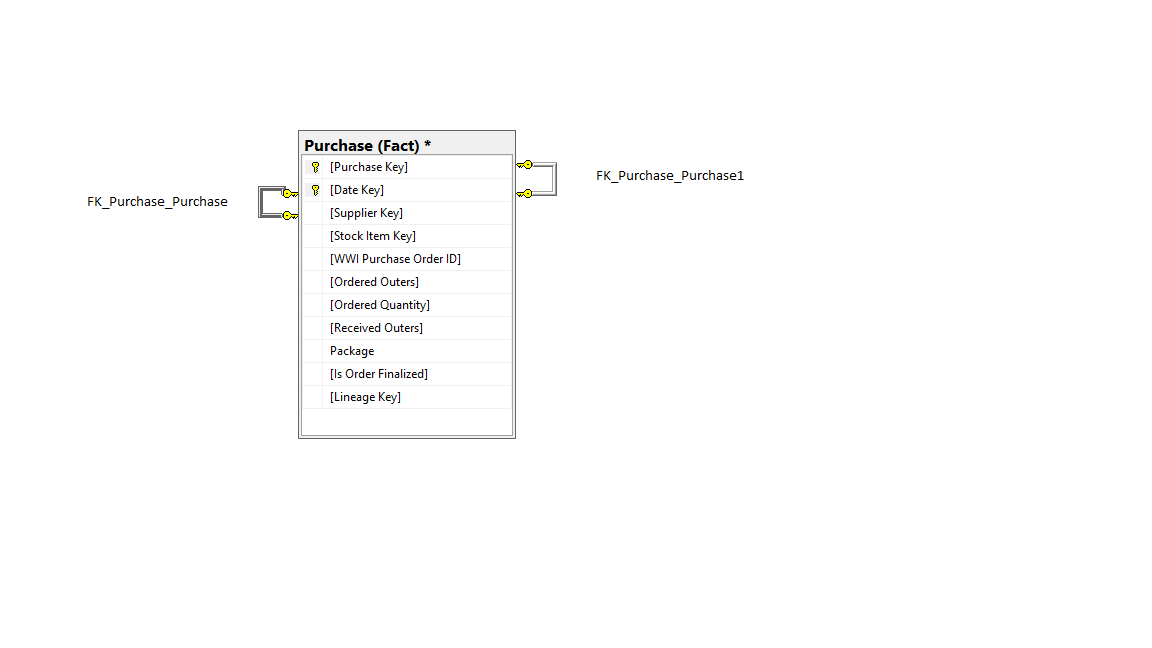 Purchase (Fact) *
[Purchase Key]
[Date Key]
[Supplier Key]
[Stock Item Key]
[WWI Purchase Order ID]
[Ordered Outers]
[Ordered Quantity]
[Received Outers]
Package
[Is Order Finalized]
[Lineage Key]
FK_Purchase_Purchase
FK_Purchase_Purchase1